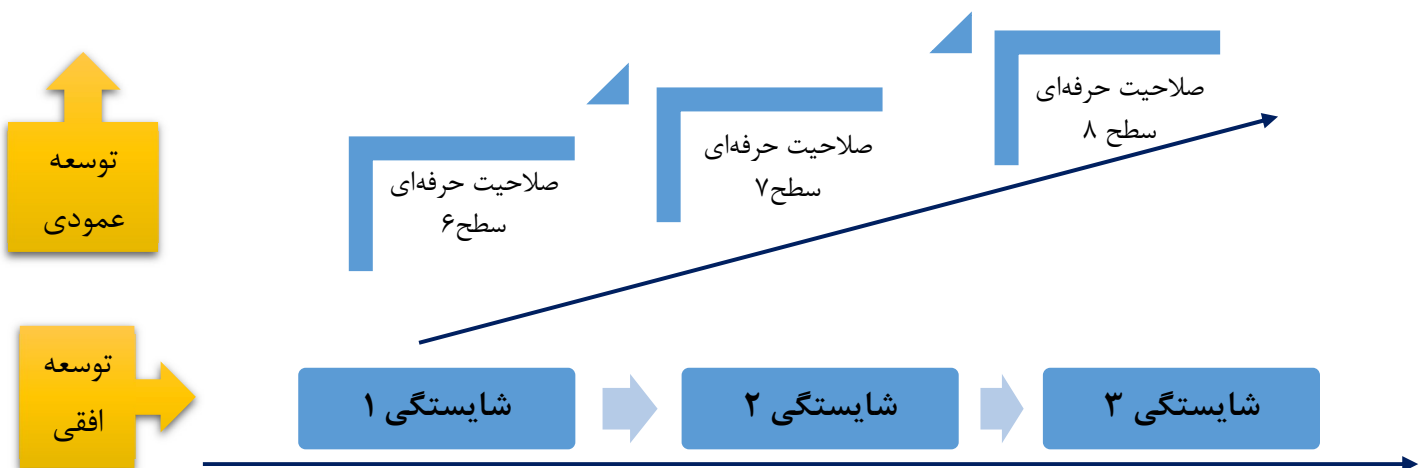 صلاحیت حرفه‌ای
سطح ۸
صلاحیت حرفه‌ای
سطح۷
صلاحیت حرفه‌ای
سطح۶
توسعه
عمودی
توسعه
افقی
شایستگی ۱
شایستگی ۲
شایستگی ۳